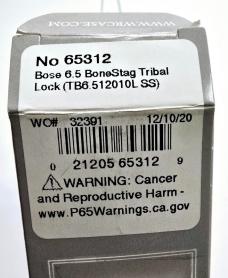 WWW.WRCASE.COM
No 65312
Bose 6.5 BoneStag Tribal
Lock (TB6.512010L SS)
WO# 32391 12/10/20
0 21205 65312 9
⚠WARNING: Cancer
and Reproductive Harm -
www.P65Warnings.ca.gov